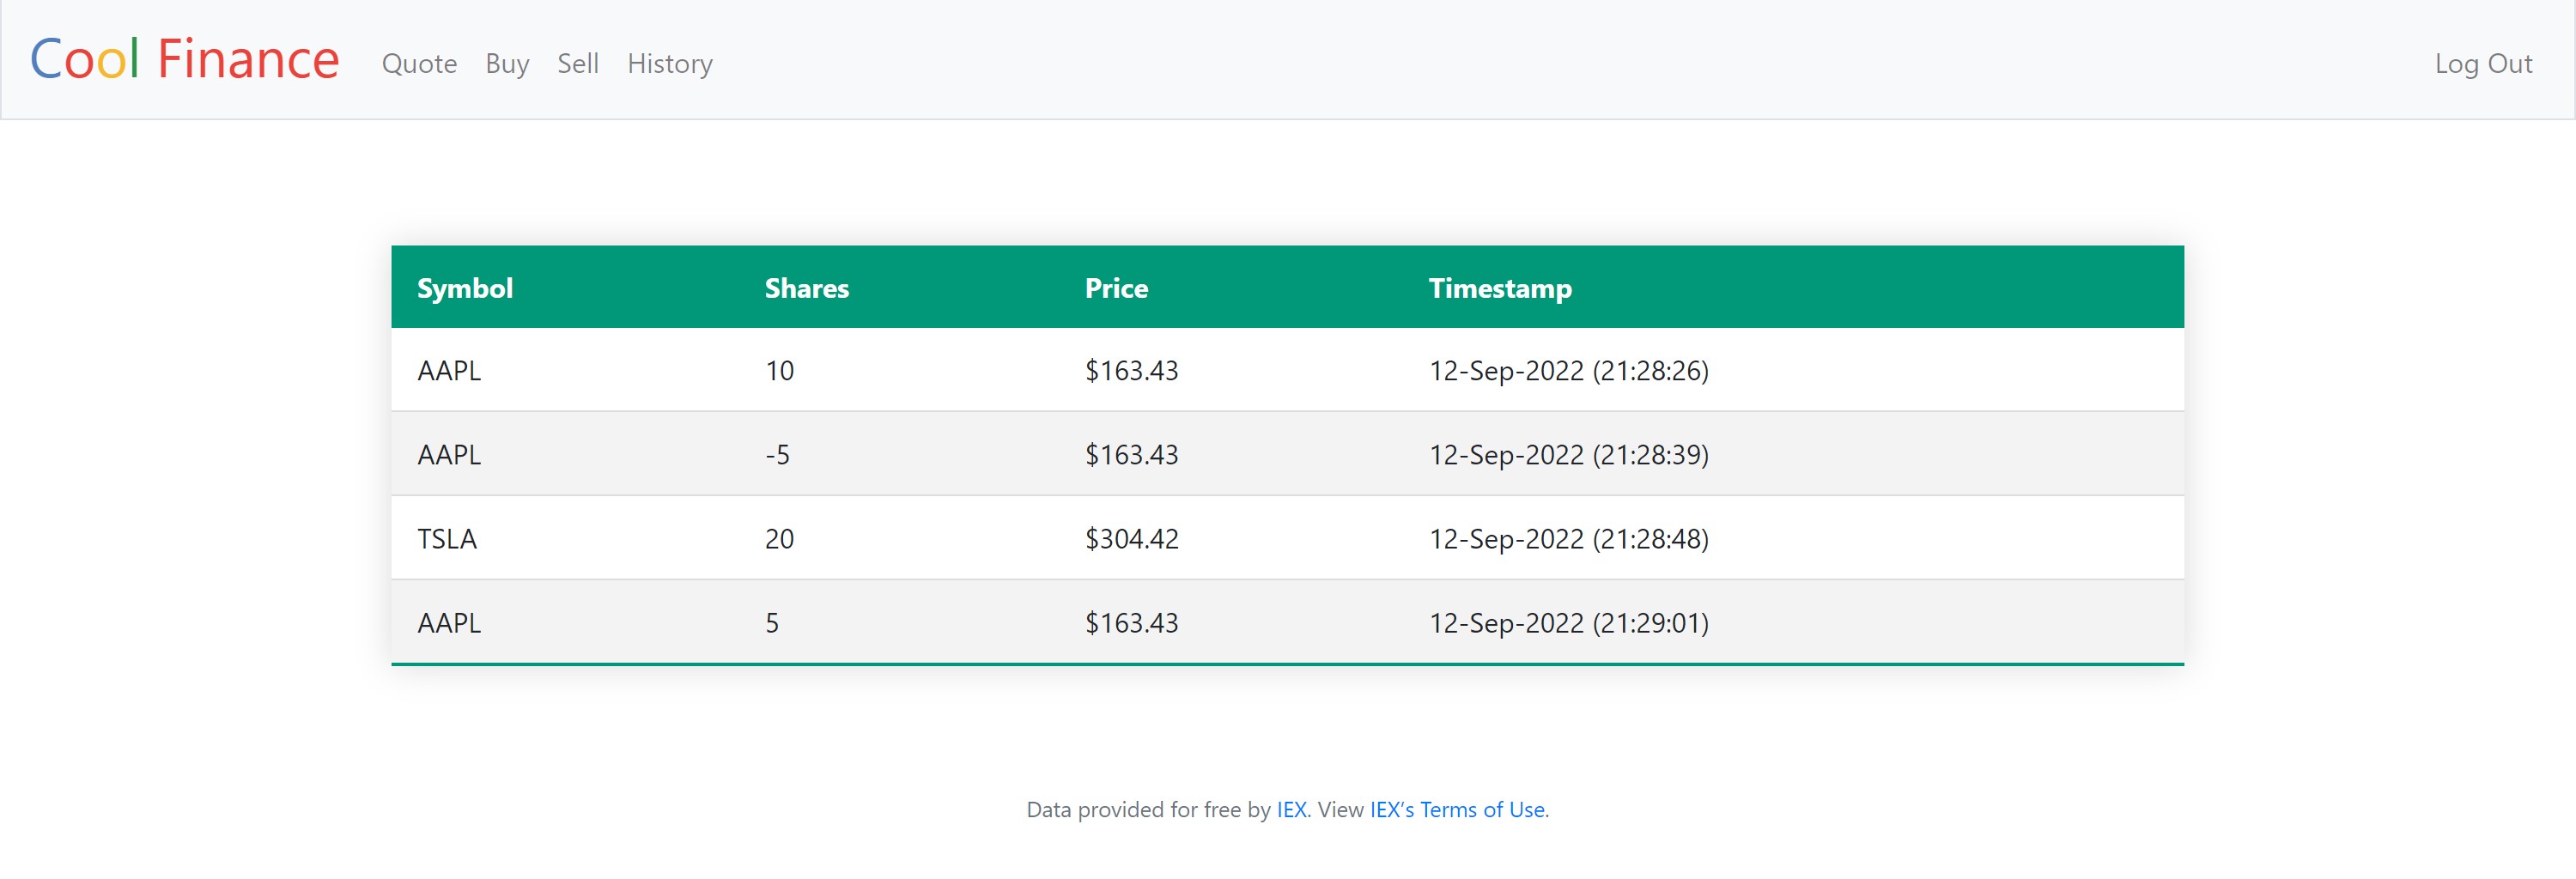 Cool Finance Quote Buy Sell History Log Out
Symbol Shares Price Timestamp
AAPL 10 $163.43 12-Sep-2022 (21:28:26)
AAPL -5 $163.43 12-Sep-2022 (21:28:39)
TSLA 20 $304.42 12-Sep-2022 (21:28:48)
AAPL 5 $163.43 12-Sep-2022 (21:29:01)
Data provided for free by IEX. View IEX’s Terms of Use.